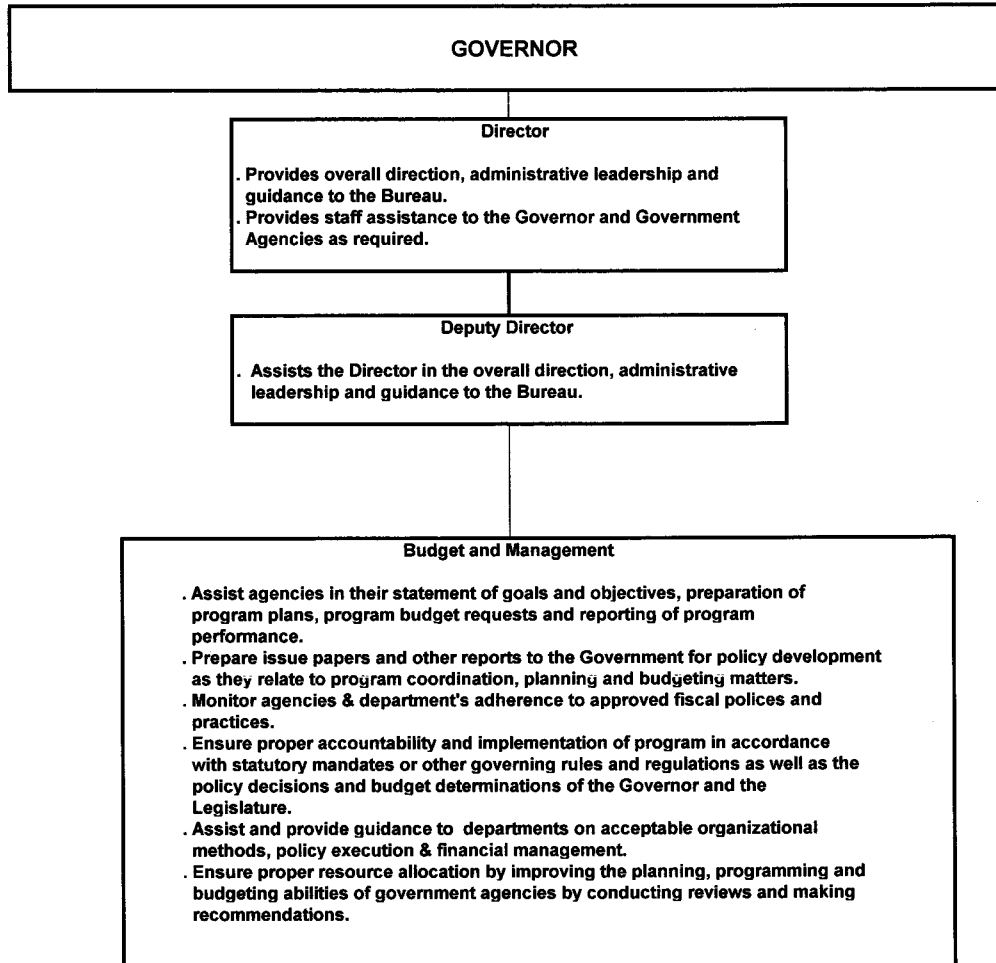 GOVERNOR
Director
. Provides overall direction, administrative leadership and
guidance to the Bureau.
. Provides staff assistance to the Governor and Government
Agencies as required.
Deputy Director
. Assists the Director in the overall direction, administrative
leadership and guidance to the Bureau.
Budget and Management
. Assist agencies in their statement of goals and objectives, preparation of
program plans, program budget requests and reporting of program
performance.
. Prepare issue papers and other reports to the Government for policy development
as they relate to program coordination, planning and budgeting matters.
. Monitor agencies & department's adherence to approved fiscal polices and
practices.
. Ensure proper accountability and implementation of program in accordance
with statutory mandates or other governing rules and regulations as well as the
policy decisions and budget determinations of the Governor and the
Legislature.
. Assist and provide guidance to departments on acceptable organizational
methods, policy execution & financial management.
. Ensure proper resource allocation by improving the planning, programming and
budgeting abilities of government agencies by conducting reviews and making
recommendations.